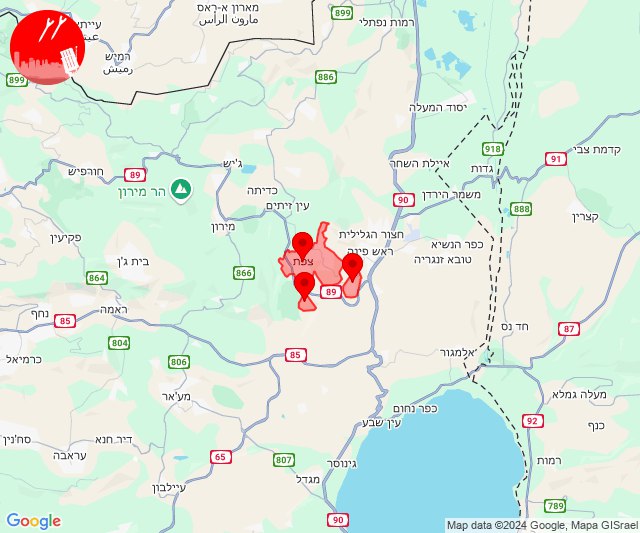 מארון א-ראס
مارون الراس
עייתא
899
רמות נפתלי
רמיש
رميش
899
886
יסוד המעלה
918
קדמת צבי
91
איילת השחר
גדות
ג'יש
חורפיש
89
הר מירון
כדיתה
90
משמר הירדן
עין זיתים
888
קצרין
מירון
חצור הגלילית
כפר הנשיא
פקיעין
ראש פינה
טובא זנגריה
צפת
בית ג'ן
866
864
89
ראמה
נחף
85
חד נס
87
804
כרמיאל
806
85
אלמגור
מע'אר
מעלה גמלא
כפר נחום
92
כנף
עין שבע
דיר חנא
סח'נין
עראבה
65
807
גינוסר
רמות
מגדל
עיילבון
789
90
Google
Map data ©2024 Google, Mapa GISrael